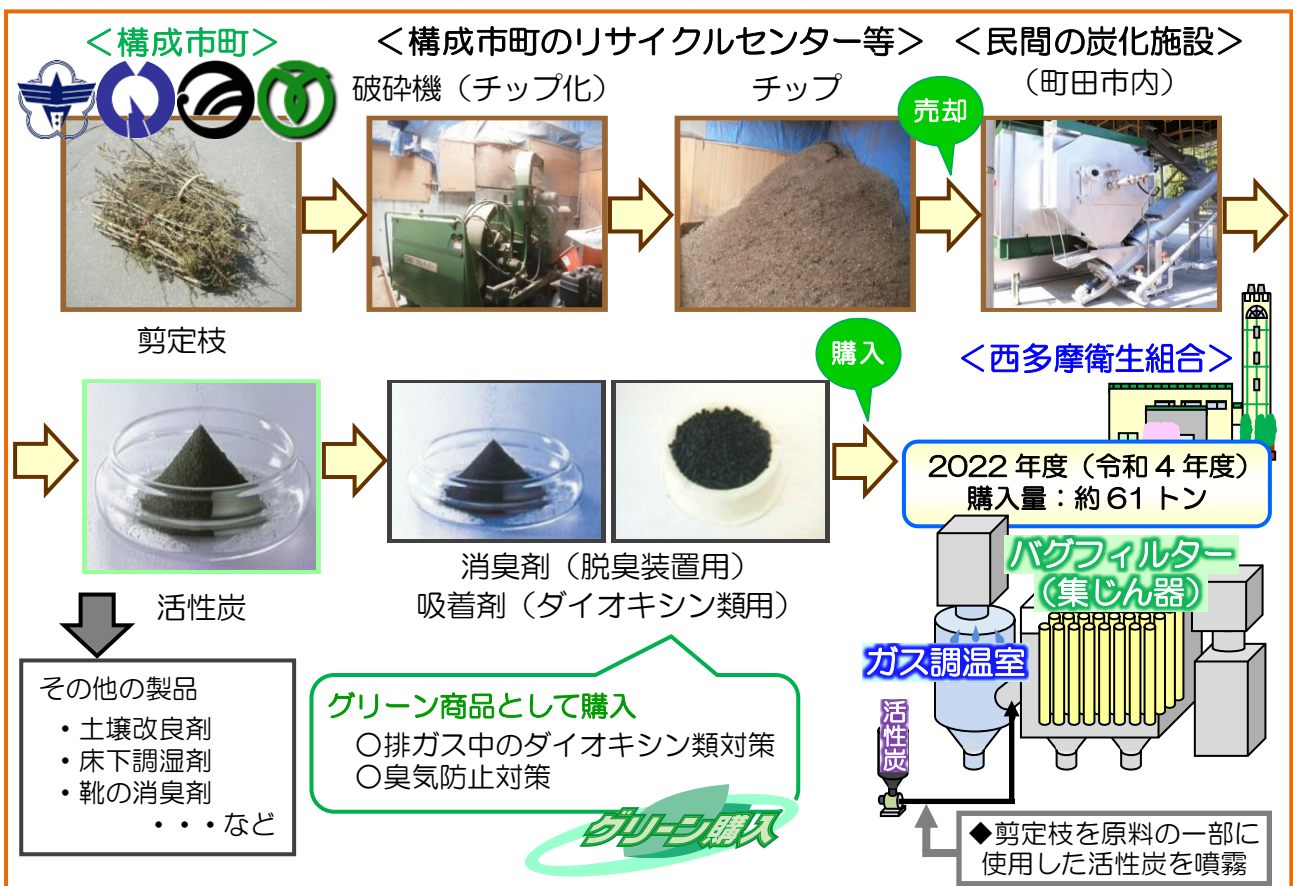 ＜構成市町＞
＜構成市町のリサイクルセンター等＞
＜民間の炭化施設＞
（町田市内）
破砕機（チップ化）
チップ
売却
剪定枝
購入
＜西多摩衛生組合＞
2022 年度（令和４年度）
購入量：約 61 トン
活性炭
消臭剤（脱臭装置用）
吸着剤（ダイオキシン類用）
バグフィルター
（集じん器）
ガス調温室
活性炭
その他の製品
・土壌改良剤
・床下調湿剤
・靴の消臭剤
・・・など
グリーン商品として購入
○排ガス中のダイオキシン類対策
○臭気防止対策
グリーン購入
◆剪定枝を原料の一部に
使用した活性炭を噴霧